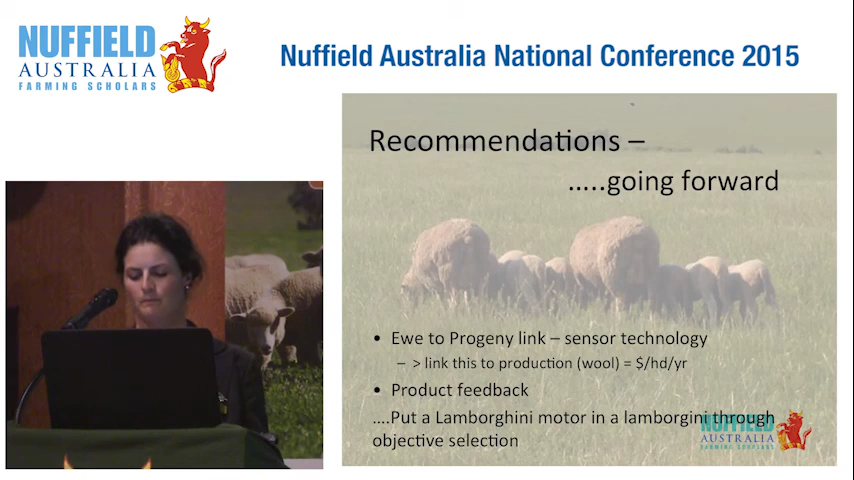 NUFFIELD
AUSTRALIA
FARMING SCHOLARS
Nuffield Australia National Conference 2015
Recommendations –
.....going forward
• Ewe to Progeny link – sensor technology
– > link this to production (wool) = $/hd/yr
• Product feedback
....Put a Lamborghini motor in a lamborgini through
objective selection
NUFFIELD
AUSTRALIA
FARMING SCHOLARS